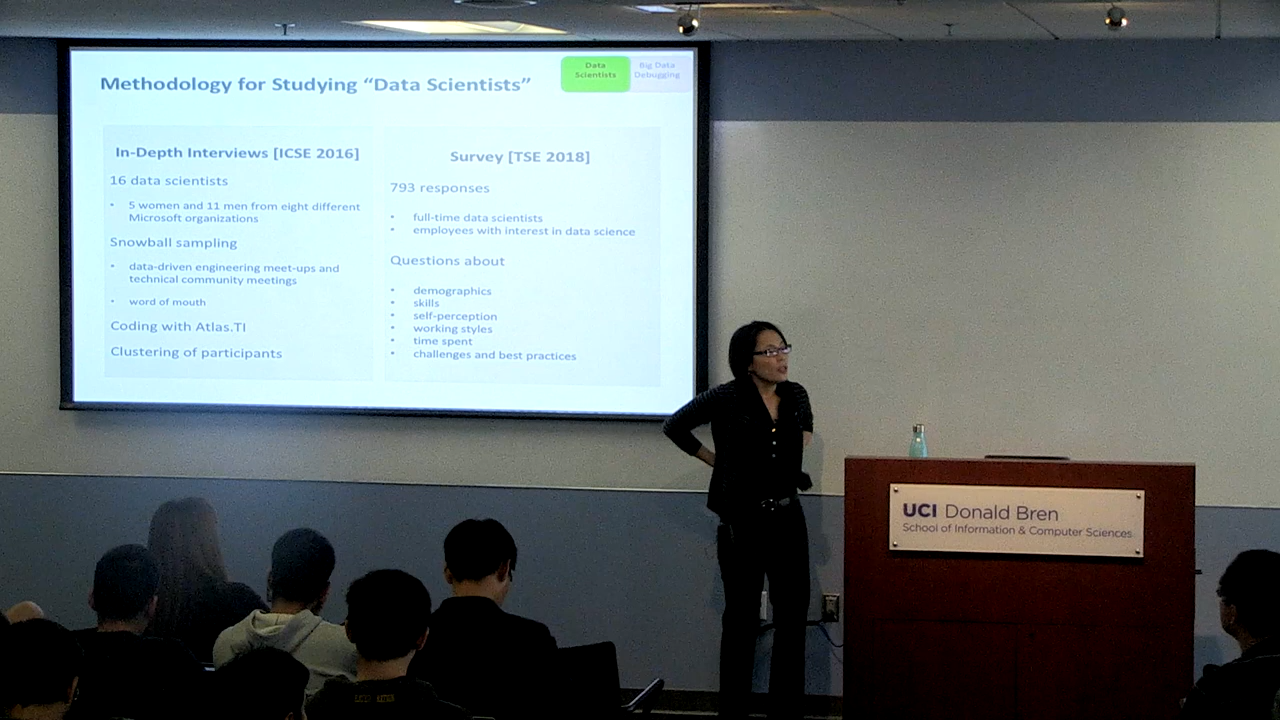 Methodology for Studying “Data Scientists”
Data
Scientists
Big Data
Debugging
In-Depth Interviews [ICSE 2016]
16 data scientists
• 5 women and 11 men from eight different
Microsoft organizations
Snowball sampling
• data-driven engineering meet-ups and
technical community meetings
• word of mouth
Coding with Atlas.TI
Clustering of participants
Survey [TSE 2018]
793 responses
• full-time data scientists
• employees with interest in data science
Questions about
• demographics
• skills
• self-perception
• working styles
• time spent
• challenges and best practices
UCI Donald Bren
School of Information & Computer Sciences